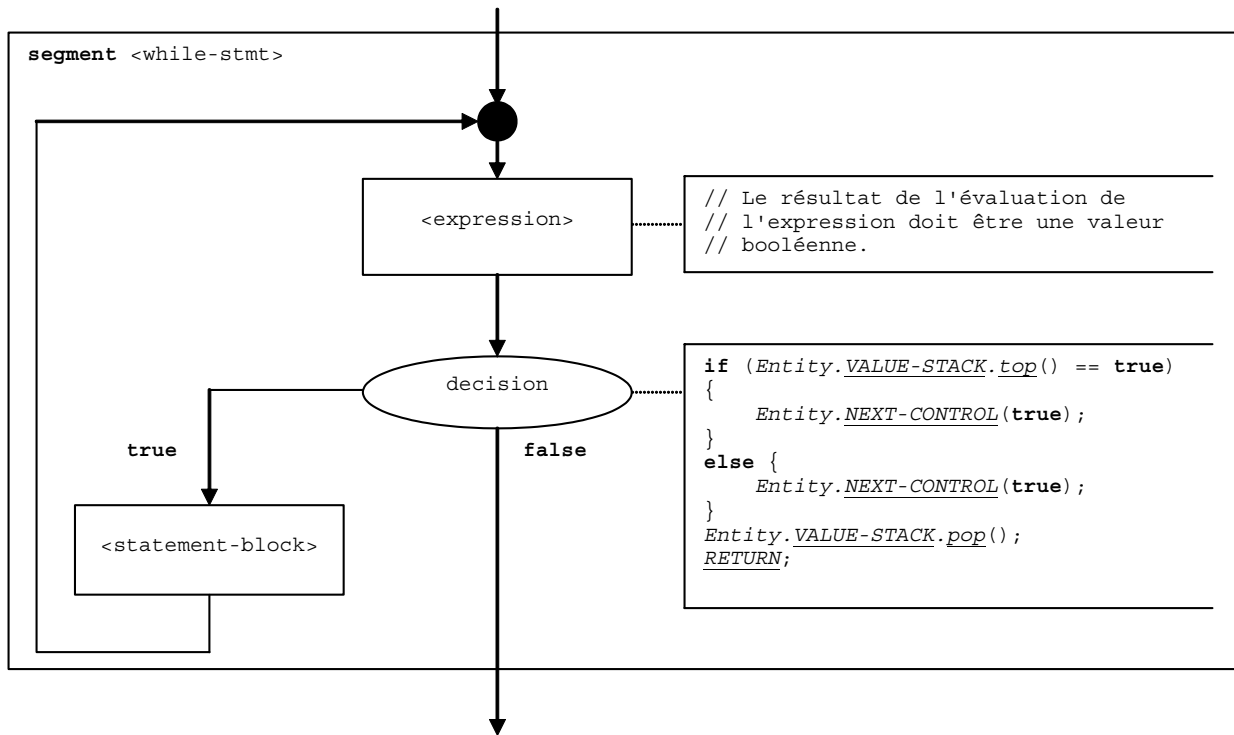 segment <while-stmt>
<expression>
// Le résultat de l'évaluation de
// l'expression doit être une valeur
// booléenne.
decision
true
false
<statement-block>
if (Entity.VALUE-STACK.top() == true)
{
Entity.NEXT-CONTROL(true);
}
else {
Entity.NEXT-CONTROL(true);
}
Entity.VALUE-STACK.pop();
RETURN;